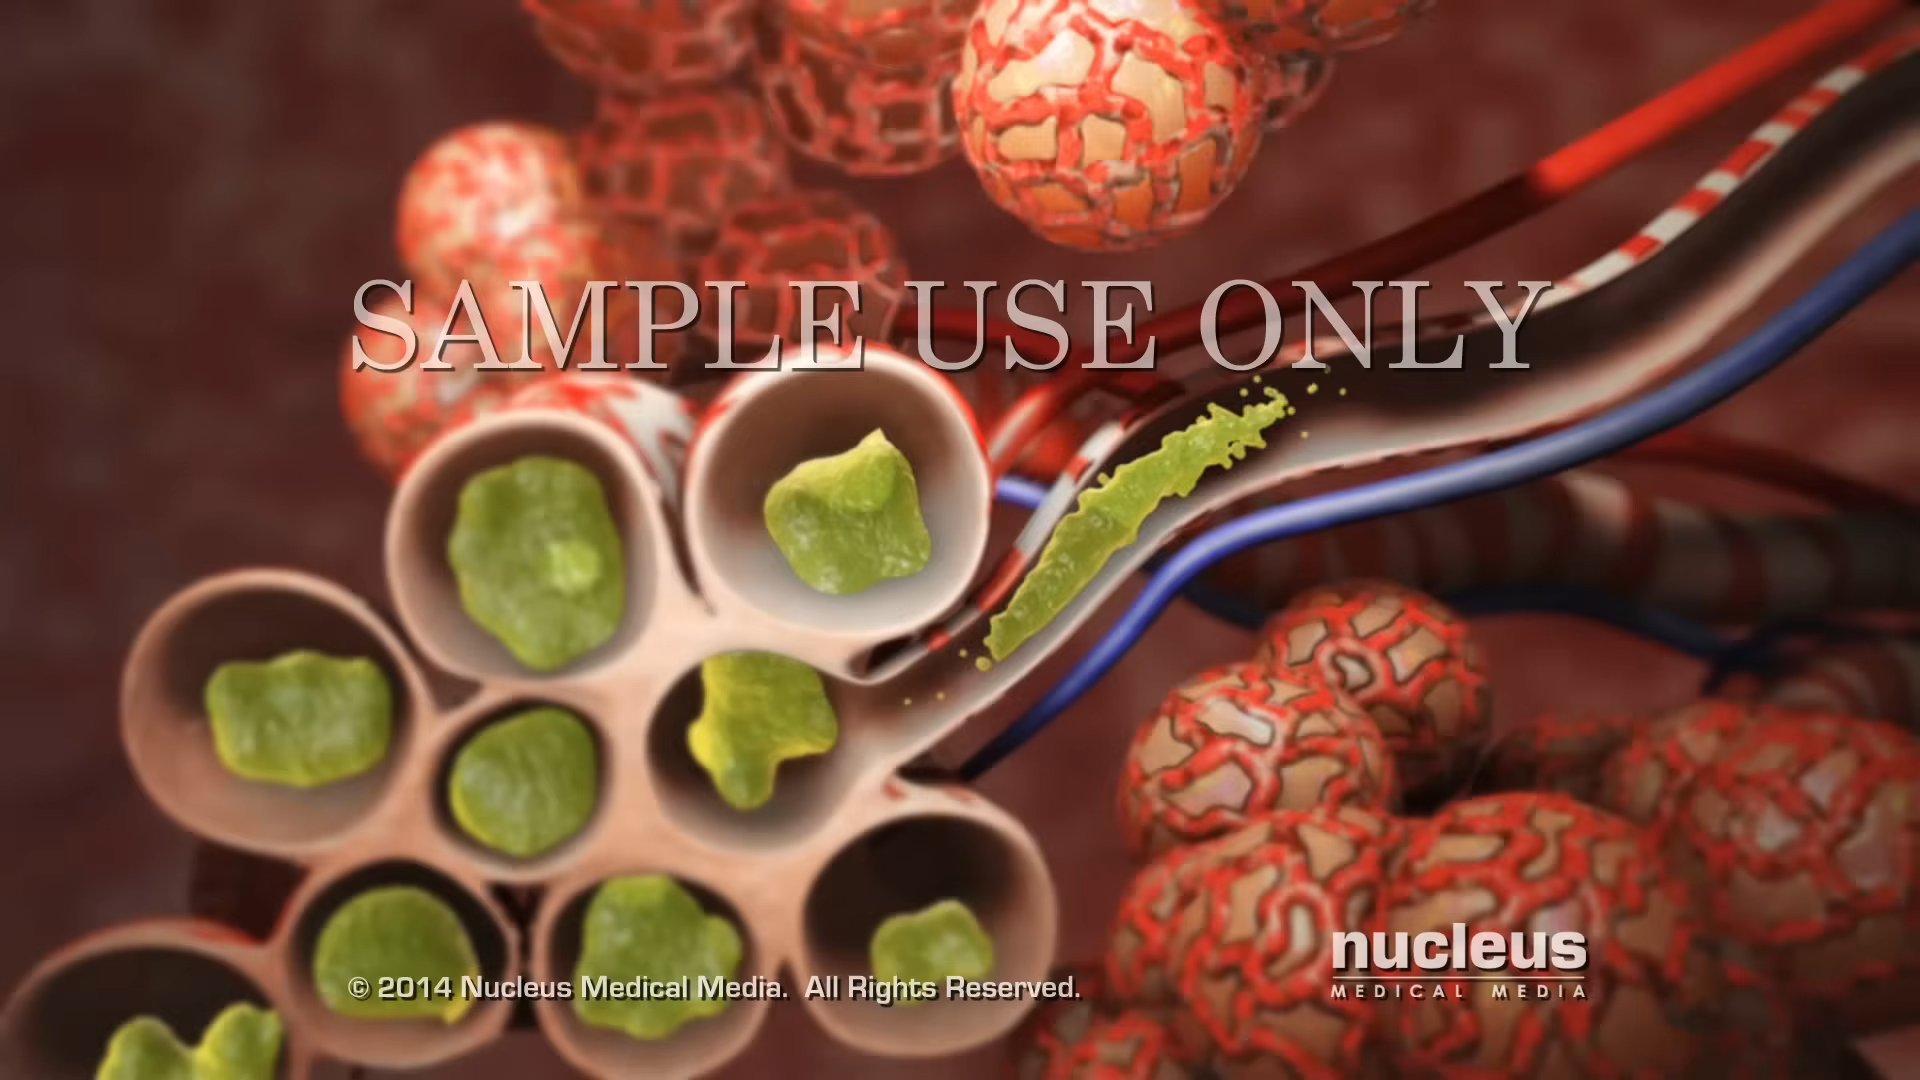 SAMPLE USE ONLY
nucleus
MEDICAL MEDIA
© 2014 Nucleus Medical Media. All Rights Reserved.